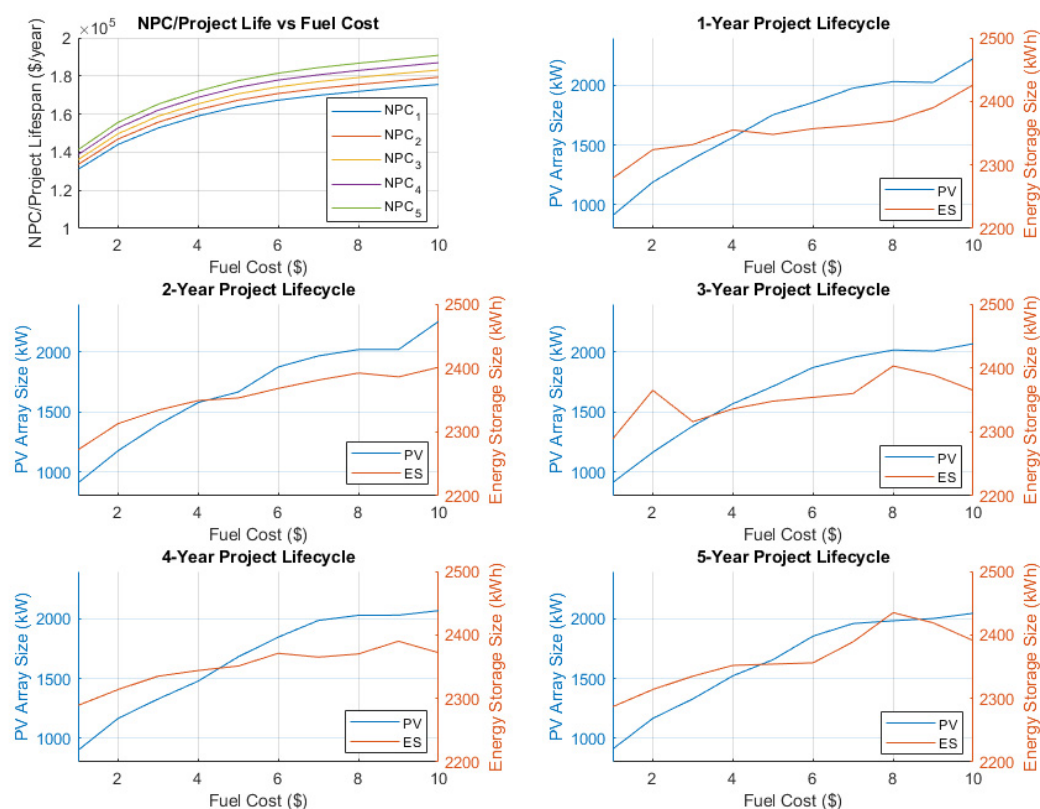 NPC/Project Life vs Fuel Cost
×10⁵
NPC/Project Lifespan ($/year)
2
1.8
1.6
1.4
1.2
1
2
4
6
8
10
Fuel Cost ($)
NPC₁
NPC₂
NPC₃
NPC₄
NPC₅
1-Year Project Lifecycle
PV Array Size (kW)
2000
1500
1000
Energy Storage Size (kWh)
2500
2400
2300
2200
2
4
6
8
10
Fuel Cost ($)
PV
ES
2-Year Project Lifecycle
PV Array Size (kW)
2000
1500
1000
Energy Storage Size (kWh)
2500
2400
2300
2200
2
4
6
8
10
Fuel Cost ($)
PV
ES
3-Year Project Lifecycle
PV Array Size (kW)
2000
1500
1000
Energy Storage Size (kWh)
2500
2400
2300
2200
2
4
6
8
10
Fuel Cost ($)
PV
ES
4-Year Project Lifecycle
PV Array Size (kW)
2000
1500
1000
Energy Storage Size (kWh)
2500
2400
2300
2200
2
4
6
8
10
Fuel Cost ($)
PV
ES
5-Year Project Lifecycle
PV Array Size (kW)
2000
1500
1000
Energy Storage Size (kWh)
2500
2400
2300
2200
2
4
6
8
10
Fuel Cost ($)
PV
ES